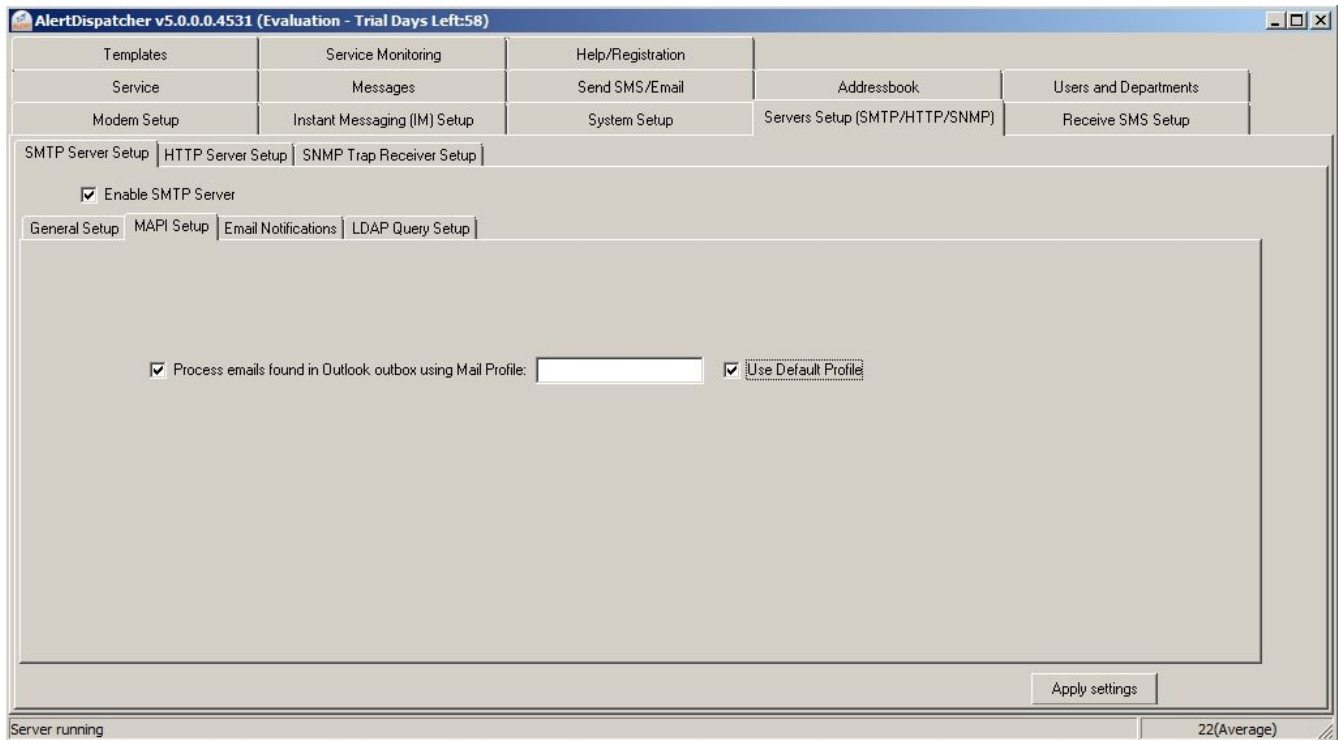 AlertDispatcher v5.0.0.0.4531 (Evaluation - Trial Days Left:58)
Templates Service Monitoring Help/Registration
Service Messages Send SMS/Email Addressbook Users and Departments
Modem Setup Instant Messaging (IM) Setup System Setup Servers Setup (SMTP/HTTP/SNMP) Receive SMS Setup
SMTP Server Setup HTTP Server Setup SNMP Trap Receiver Setup
Enable SMTP Server
General Setup MAPI Setup Email Notifications LDAP Query Setup
Process emails found in Outlook outbox using Mail Profile: Use Default Profile
Apply settings
Server running 22(Average)